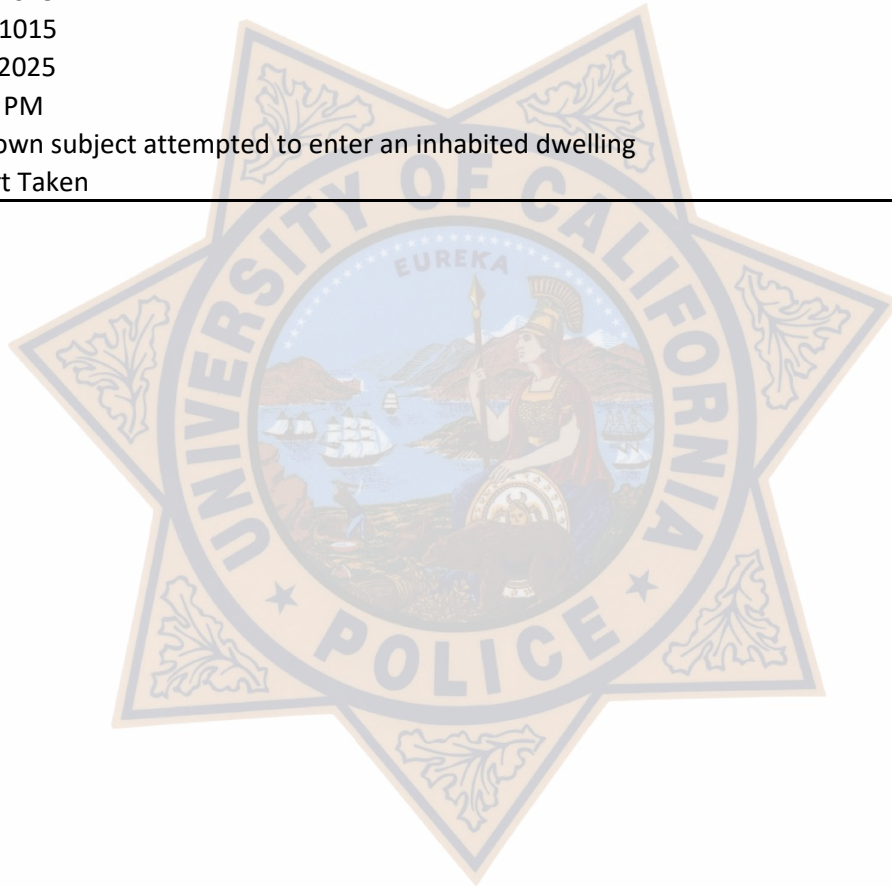 1015
2025
PM
own subject attempted to enter an inhabited dwelling
t Taken
UNIVERSITY OF CALIFORNIA
EUREKA
★ POLICE ★